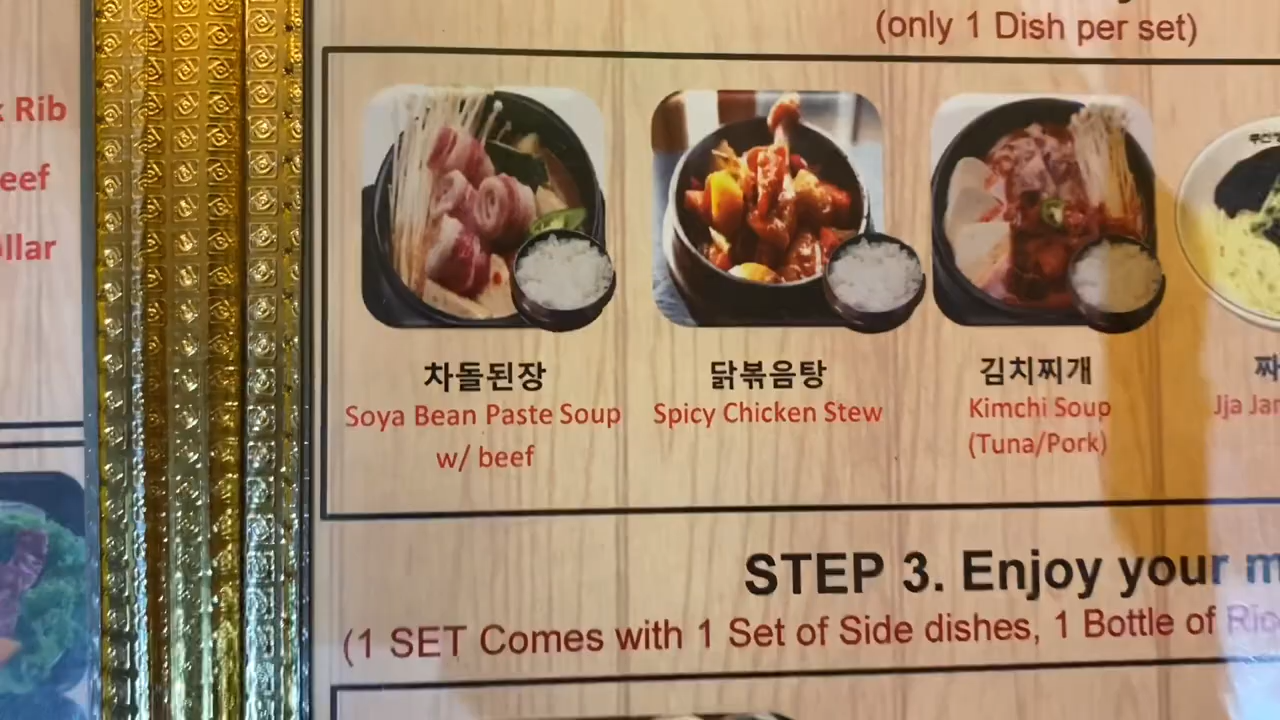 (only 1 Dish per set)
Rib
차돌된장
Soya Bean Paste Soup
w/ beef
닭볶음탕
Spicy Chicken Stew
김치찌개
Kimchi Soup
(Tuna/Pork)
Jja
STEP 3. Enjoy your
(1 SET Comes with 1 Set of Side dishes, 1 Bottle of